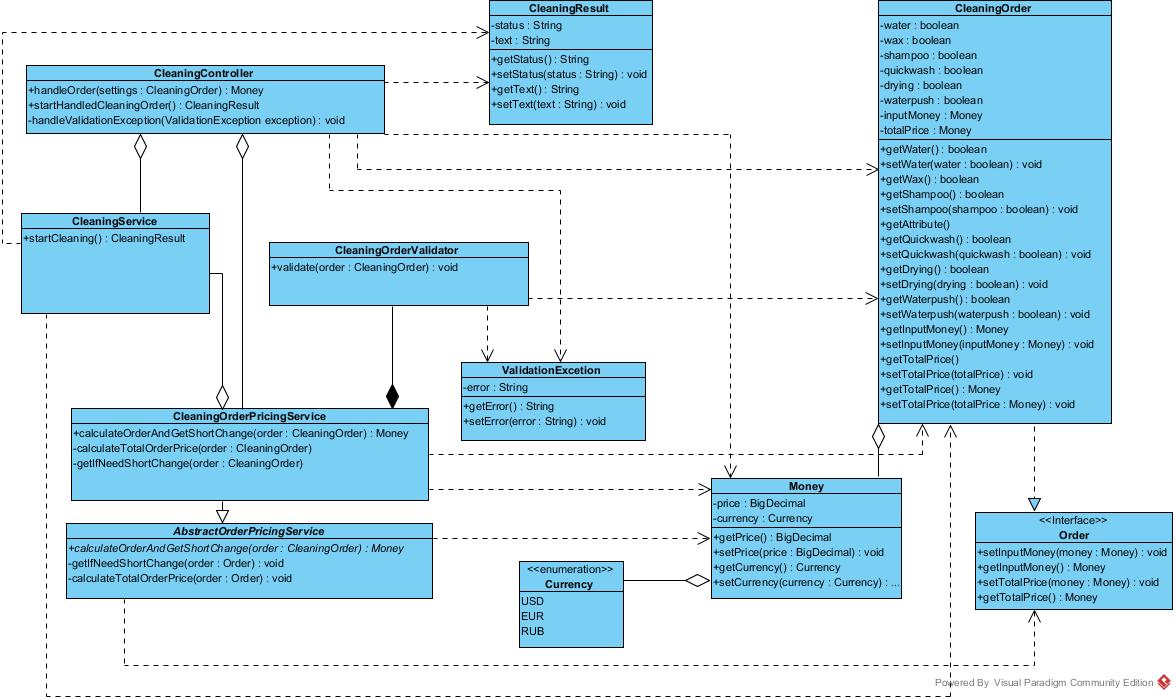 CleaningResult
-status : String
-text : String
+getStatus() : String
+setStatus(status : String) : void
+getText() : String
+setText(text : String) : void
CleaningOrder
-water : boolean
-wax : boolean
-shampoo : boolean
-quickwash : boolean
-drying : boolean
-waterpush : boolean
-inputMoney : Money
-totalPrice : Money
+getWater() : boolean
+setWater(water : boolean) : void
+getWax() : boolean
+getShampoo() : boolean
+setShampoo(shampoo : boolean) : void
+getAttribute()
+getQuickwash() : boolean
+setQuickwash(quickwash : boolean) : void
+getDrying() : boolean
+setDrying(drying : boolean) : void
+getWaterpush() : boolean
+setWaterpush(waterpush : boolean) : void
+getInputMoney() : Money
+setInputMoney(inputMoney : Money) : void
+getTotalPrice()
+setTotalPrice(totalPrice) : void
+getTotalPrice() : Money
+setTotalPrice(totalPrice : Money) : void
CleaningController
+handleOrder(settings : CleaningOrder) : Money
+startHandledCleaningOrder() : CleaningResult
-handleValidationException(ValidationException exception) : void
CleaningService
+startCleaning() : CleaningResult
CleaningOrderValidator
+validate(order : CleaningOrder) : void
ValidationExcetion
-error : String
+getError() : String
+setError(error : String) : void
CleaningOrderPricingService
+calculateOrderAndGetShortChange(order : CleaningOrder) : Money
-calculateTotalOrderPrice(order : CleaningOrder)
-getIfNeedShortChange(order : CleaningOrder)
AbstractOrderPricingService
+calculateOrderAndGetShortChange(order : CleaningOrder) : Money
-getIfNeedShortChange(order : Order) : void
-calculateTotalOrderPrice(order : Order) : void
Money
-price : BigDecimal
-currency : Currency
+getPrice() : BigDecimal
+setPrice(price : BigDecimal) : void
+getCurrency() : Currency
+setCurrency(currency : Currency) : ...
<<enumeration>>
Currency
USD
EUR
RUB
<<Interface>>
Order
+setInputMoney(money : Money) : void
+getInputMoney() : Money
+setTotalPrice(money : Money) : void
+getTotalPrice() : Money
Powered By Visual Paradigm Community Edition